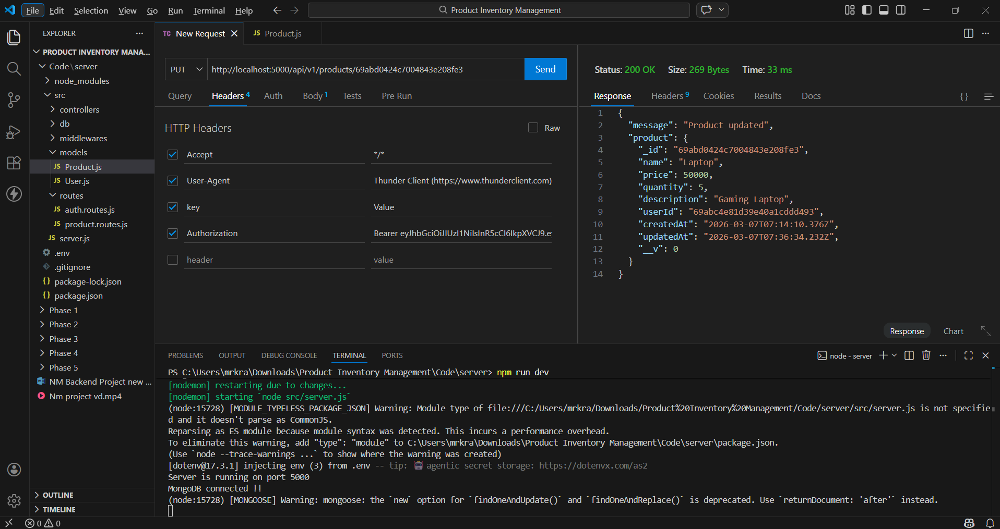 File Edit Selection View Go Run Terminal Help
Product Inventory Management
EXPLORER
PRODUCT INVENTORY MANA...
Code\server
node_modules
src
controllers
db
middlewares
models
JS Product.js
JS User.js
routes
JS auth.routes.js
JS product.routes.js
JS server.js
.env
.gitignore
{} package-lock.json
{} package.json
Phase 1
Phase 2
Phase 3
Phase 4
Phase 5
NM Backend Project new ...
Nm project vd.mp4
OUTLINE
TIMELINE
TC New Request
JS Product.js
PUT http://localhost:5000/api/v1/products/69abd0424c7004843e208fe3 Send
Query Headers 4 Auth Body 1 Tests Pre Run
HTTP Headers Raw
Accept */*
User-Agent Thunder Client (https://www.thunderclient.com)
key Value
Authorization Bearer eyJhbGciOiJIUzI1NiIsInR5cCI6IkpXVCJ9.ey
header value
Status: 200 OK Size: 269 Bytes Time: 33 ms
Response Headers 9 Cookies Results Docs {}
1 {
2 "message": "Product updated",
3 "product": {
4 "_id": "69abd0424c7004843e208fe3",
5 "name": "Laptop",
6 "price": 50000,
7 "quantity": 5,
8 "description": "Gaming Laptop",
9 "userId": "69abc4e81d39e40a1cddd493",
10 "createdAt": "2026-03-07T07:14:10.376Z",
11 "updatedAt": "2026-03-07T07:36:34.232Z",
12 "__v": 0
13 }
14 }
Response Chart
PROBLEMS OUTPUT DEBUG CONSOLE TERMINAL PORTS
node - server
PS C:\Users\mrkra\Downloads\Product Inventory Management\Code\server> npm run dev
[nodemon] restarting due to changes...
[nodemon] starting `node src/server.js`
(node:15728) [MODULE_TYPELESS_PACKAGE_JSON] Warning: Module type of file:///C:/Users/mrkra/Downloads/Product%20Inventory%20Management/Code/server/src/server.js is not specifie
d and it doesn't parse as CommonJS.
Reparsing as ES module because module syntax was detected. This incurs a performance overhead.
To eliminate this warning, add "type": "module" to C:\Users\mrkra\Downloads\Product Inventory Management\Code\server\package.json.
(Use `node --trace-warnings ...` to show where the warning was created)
[dotenv@17.3.1] injecting env (3) from .env -- tip: 🤖 agentic secret storage: https://dotenvx.com/as2
Server is running on port 5000
MongoDB connected !!
(node:15728) [MONGOOSE] Warning: mongoose: the `new` option for `findOneAndUpdate()` and `findOneAndReplace()` is deprecated. Use `returnDocument: 'after'` instead.
0 0